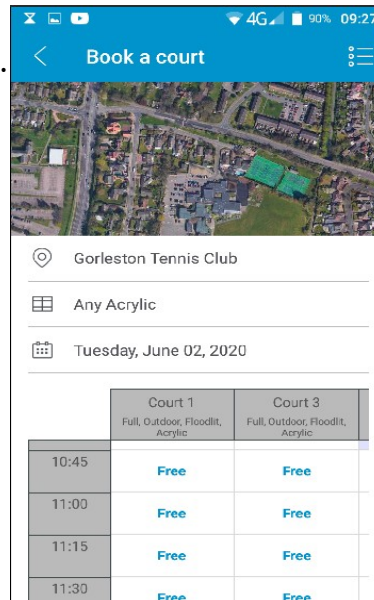 4G 90% 09:27
Book a court
Gorleston Tennis Club
Any Acrylic
Tuesday, June 02, 2020
Court 1 Court 3
Full, Outdoor, Floodlit, Full, Outdoor, Floodlit,
Acrylic Acrylic
10:45 Free Free
11:00 Free Free
11:15 Free Free
11:30 Free Free